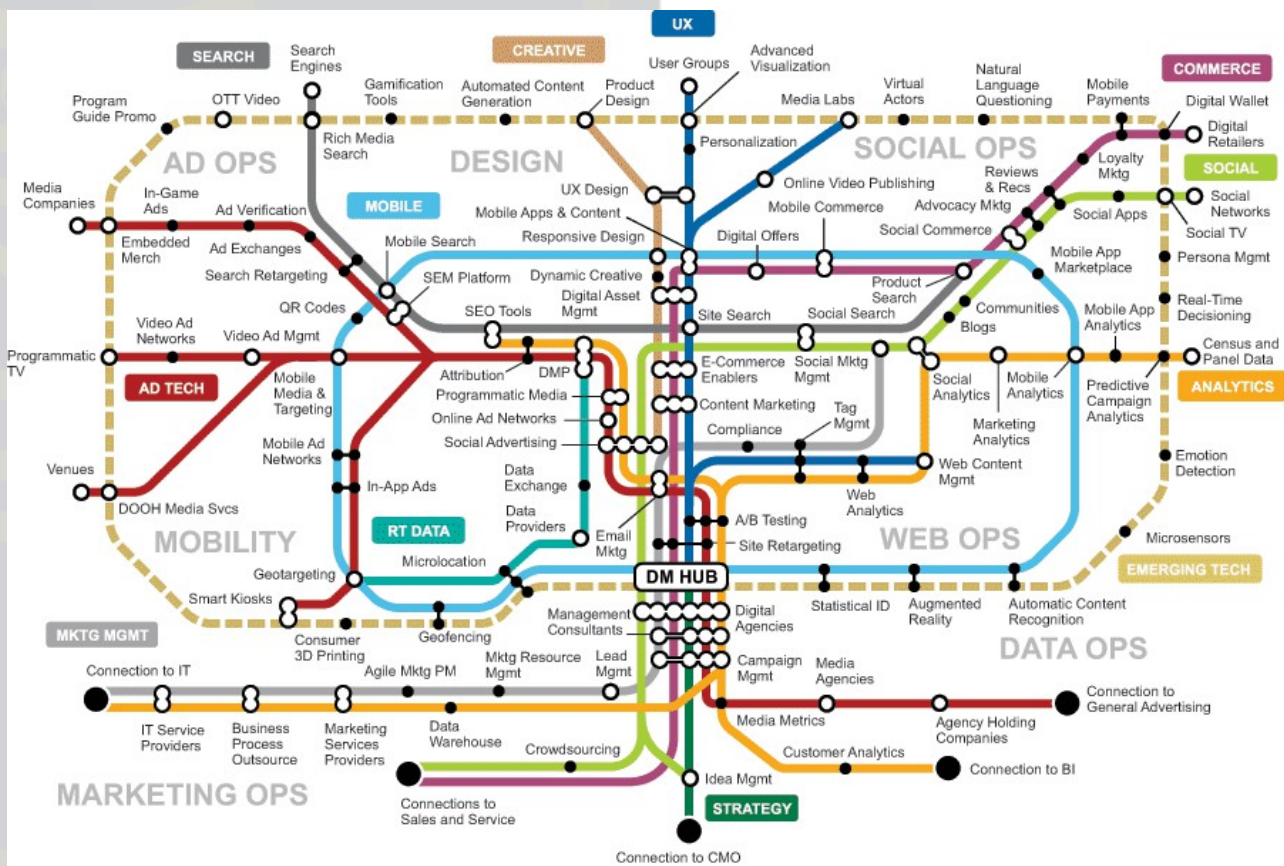 UX
SEARCH
Search
Engines
CREATIVE
User Groups
Advanced
Visualization
COMMERCE
Program
Guide Promo
OTT Video
Gamification
Tools
Automated Content
Generation
Product
Design
Media Labs
Virtual
Actors
Natural
Language
Questioning
Mobile
Payments
Digital Wallet
Rich Media
Search
AD OPS
DESIGN
Personalization
SOCIAL OPS
Digital
Retailers
Loyalty
Mktg
SOCIAL
Media
Companies
In-Game
Ads
Ad Verification
MOBILE
UX Design
Online Video Publishing
Reviews
& Recs
Social Apps
Social
Networks
Mobile Apps & Content
Mobile Commerce
Advocacy Mktg
Social Commerce
Social TV
Embedded
Merch
Ad Exchanges
Mobile Search
Responsive Design
Digital Offers
Mobile App
Marketplace
Persona Mgmt
Search Retargeting
SEM Platform
Dynamic Creative
Product
Search
Digital Asset
Mgmt
Real-Time
Decisioning
QR Codes
SEO Tools
Site Search
Social Search
Communities
Blogs
Mobile App
Analytics
Video Ad
Networks
Video Ad Mgmt
Census and
Panel Data
Programmatic
TV
AD TECH
Mobile
Media &
Targeting
Attribution
DMP
E-Commerce
Enablers
Social Mktg
Mgmt
Social
Analytics
Mobile
Analytics
Predictive
Campaign
Analytics
ANALYTICS
Programmatic Media
Content Marketing
Marketing
Analytics
Online Ad Networks
Tag
Mgmt
Mobile Ad
Networks
Social Advertising
Compliance
Venues
In-App Ads
Data
Exchange
Web Content
Mgmt
Emotion
Detection
Web
Analytics
DOOH Media Svcs
RT DATA
Data
Providers
Email
Mktg
A/B Testing
MOBILITY
Site Retargeting
WEB OPS
Microsensors
Microlocation
EMERGING TECH
Geotargeting
DM HUB
Smart Kiosks
Statistical ID
Augmented
Reality
Automatic Content
Recognition
Management
Consultants
Digital
Agencies
MKTG MGMT
Consumer
3D Printing
Geofencing
DATA OPS
Connection to IT
Agile Mktg PM
Mktg Resource
Mgmt
Lead
Mgmt
Campaign
Mgmt
Media
Agencies
Connection to
General Advertising
IT Service
Providers
Business
Process
Outsource
Marketing
Services
Providers
Data
Warehouse
Media Metrics
Agency Holding
Companies
Crowdsourcing
Customer Analytics
Connection to BI
MARKETING OPS
Connections to
Sales and Service
Idea Mgmt
STRATEGY
Connection to CMO